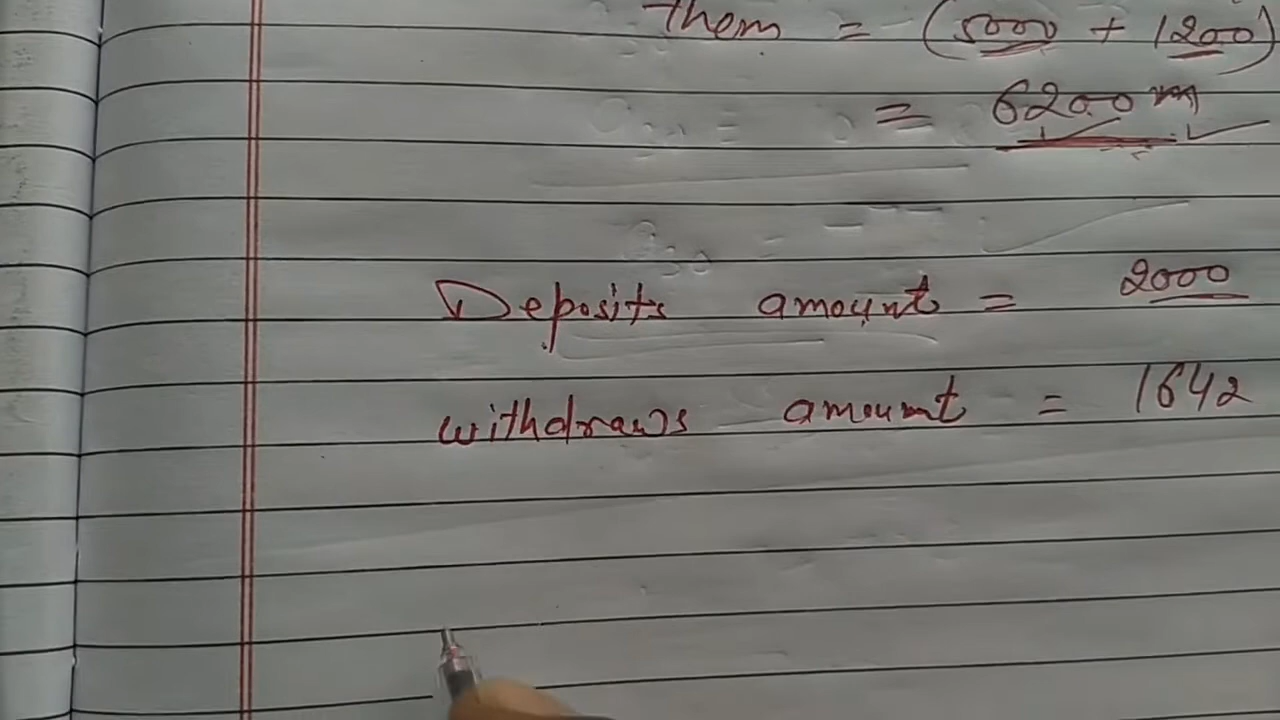 them = (5000 + 1200)
= 6200 m
Deposits amount = 2000
withdraws amount = 1642